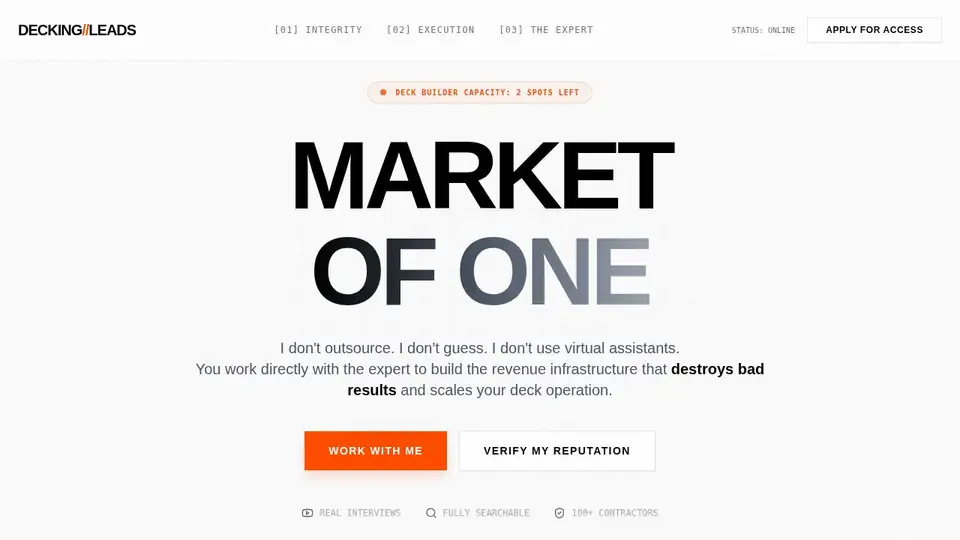 DECKING//LEADS
[01] INTEGRITY
[02] EXECUTION
[03] THE EXPERT
STATUS: ONLINE
APPLY FOR ACCESS
DECK BUILDER CAPACITY: 2 SPOTS LEFT
MARKET
OF ONE
I don't outsource. I don't guess. I don't use virtual assistants.
You work directly with the expert to build the revenue infrastructure that destroys bad
results and scales your deck operation.
WORK WITH ME
VERIFY MY REPUTATION
REAL INTERVIEWS
FULLY SEARCHABLE
100+ CONTRACTORS